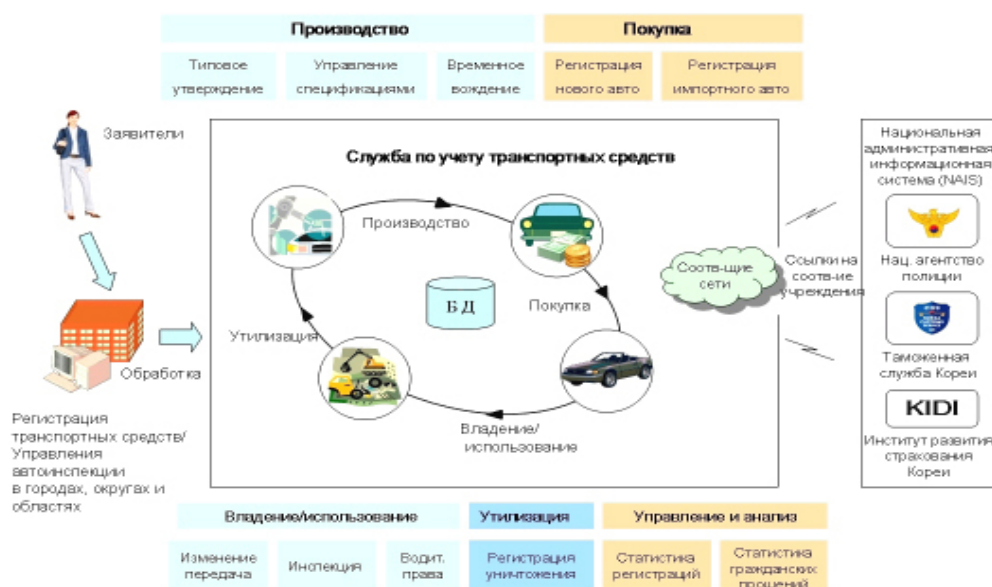 Производство
Покупка
Типовое
утверждение
Управление
спецификациями
Временное
вождение
Регистрация
нового авто
Регистрация
импортного авто
Заявители
Служба по учету транспортных средств
Производство
Покупка
Владение/
использование
Утилизация
БД
Соотв-щие
сети
Ссылки на
соотв-ие
учреждения
Национальная
административная
информационная
система (NAIS)
Нац. агентство
полиции
Таможенная
служба Кореи
KIDI
Институт развития
страхования
Кореи
Обработка
Регистрация
транспортных средств/
Управления
автоинспекции
в городах, округах и
областях
Владение/использование
Утилизация
Управление и анализ
Изменение
передача
Инспекция
Водит.
права
Регистрация
уничтожения
Статистика
регистраций
Статистика
гражданских
прошений